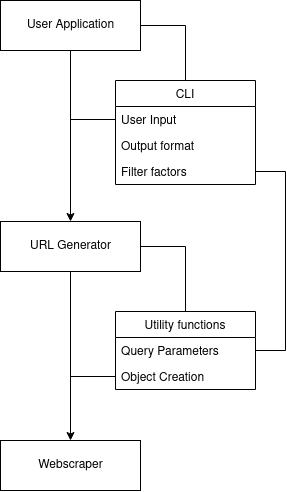 User Application
CLI
User Input
Output format
Filter factors
URL Generator
Utility functions
Query Parameters
Object Creation
Webscraper